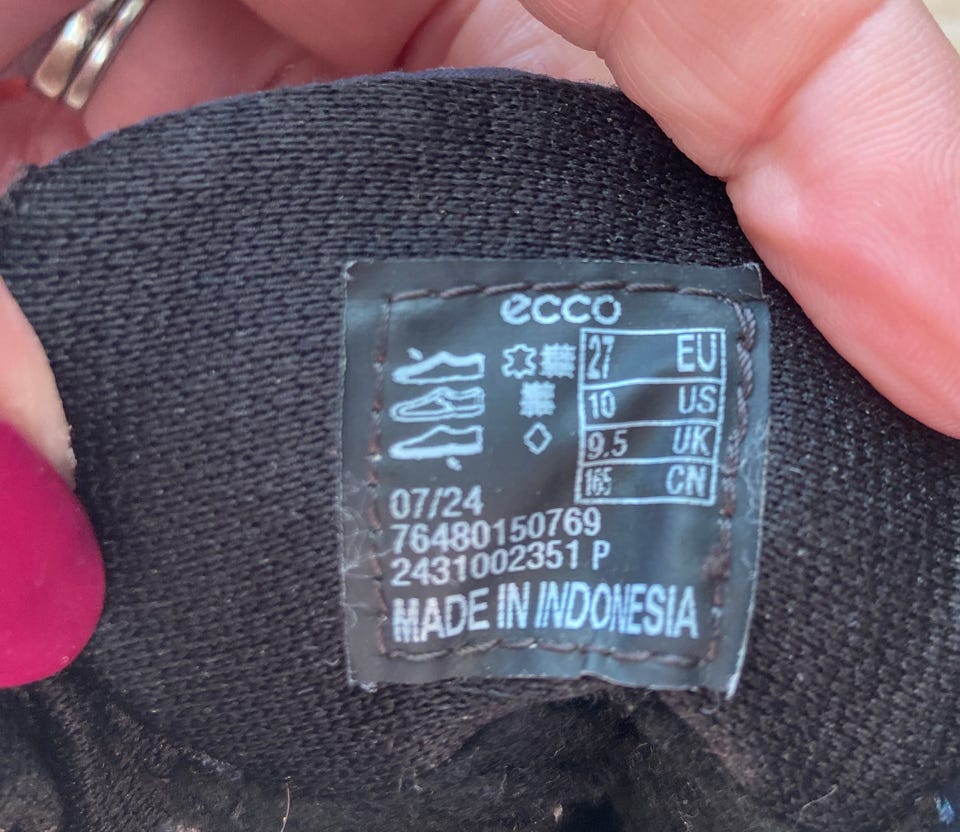 ecco
27 EU
10 US
9.5 UK
165 CN
07/24
76480150769
2431002351 P
MADE IN INDONESIA